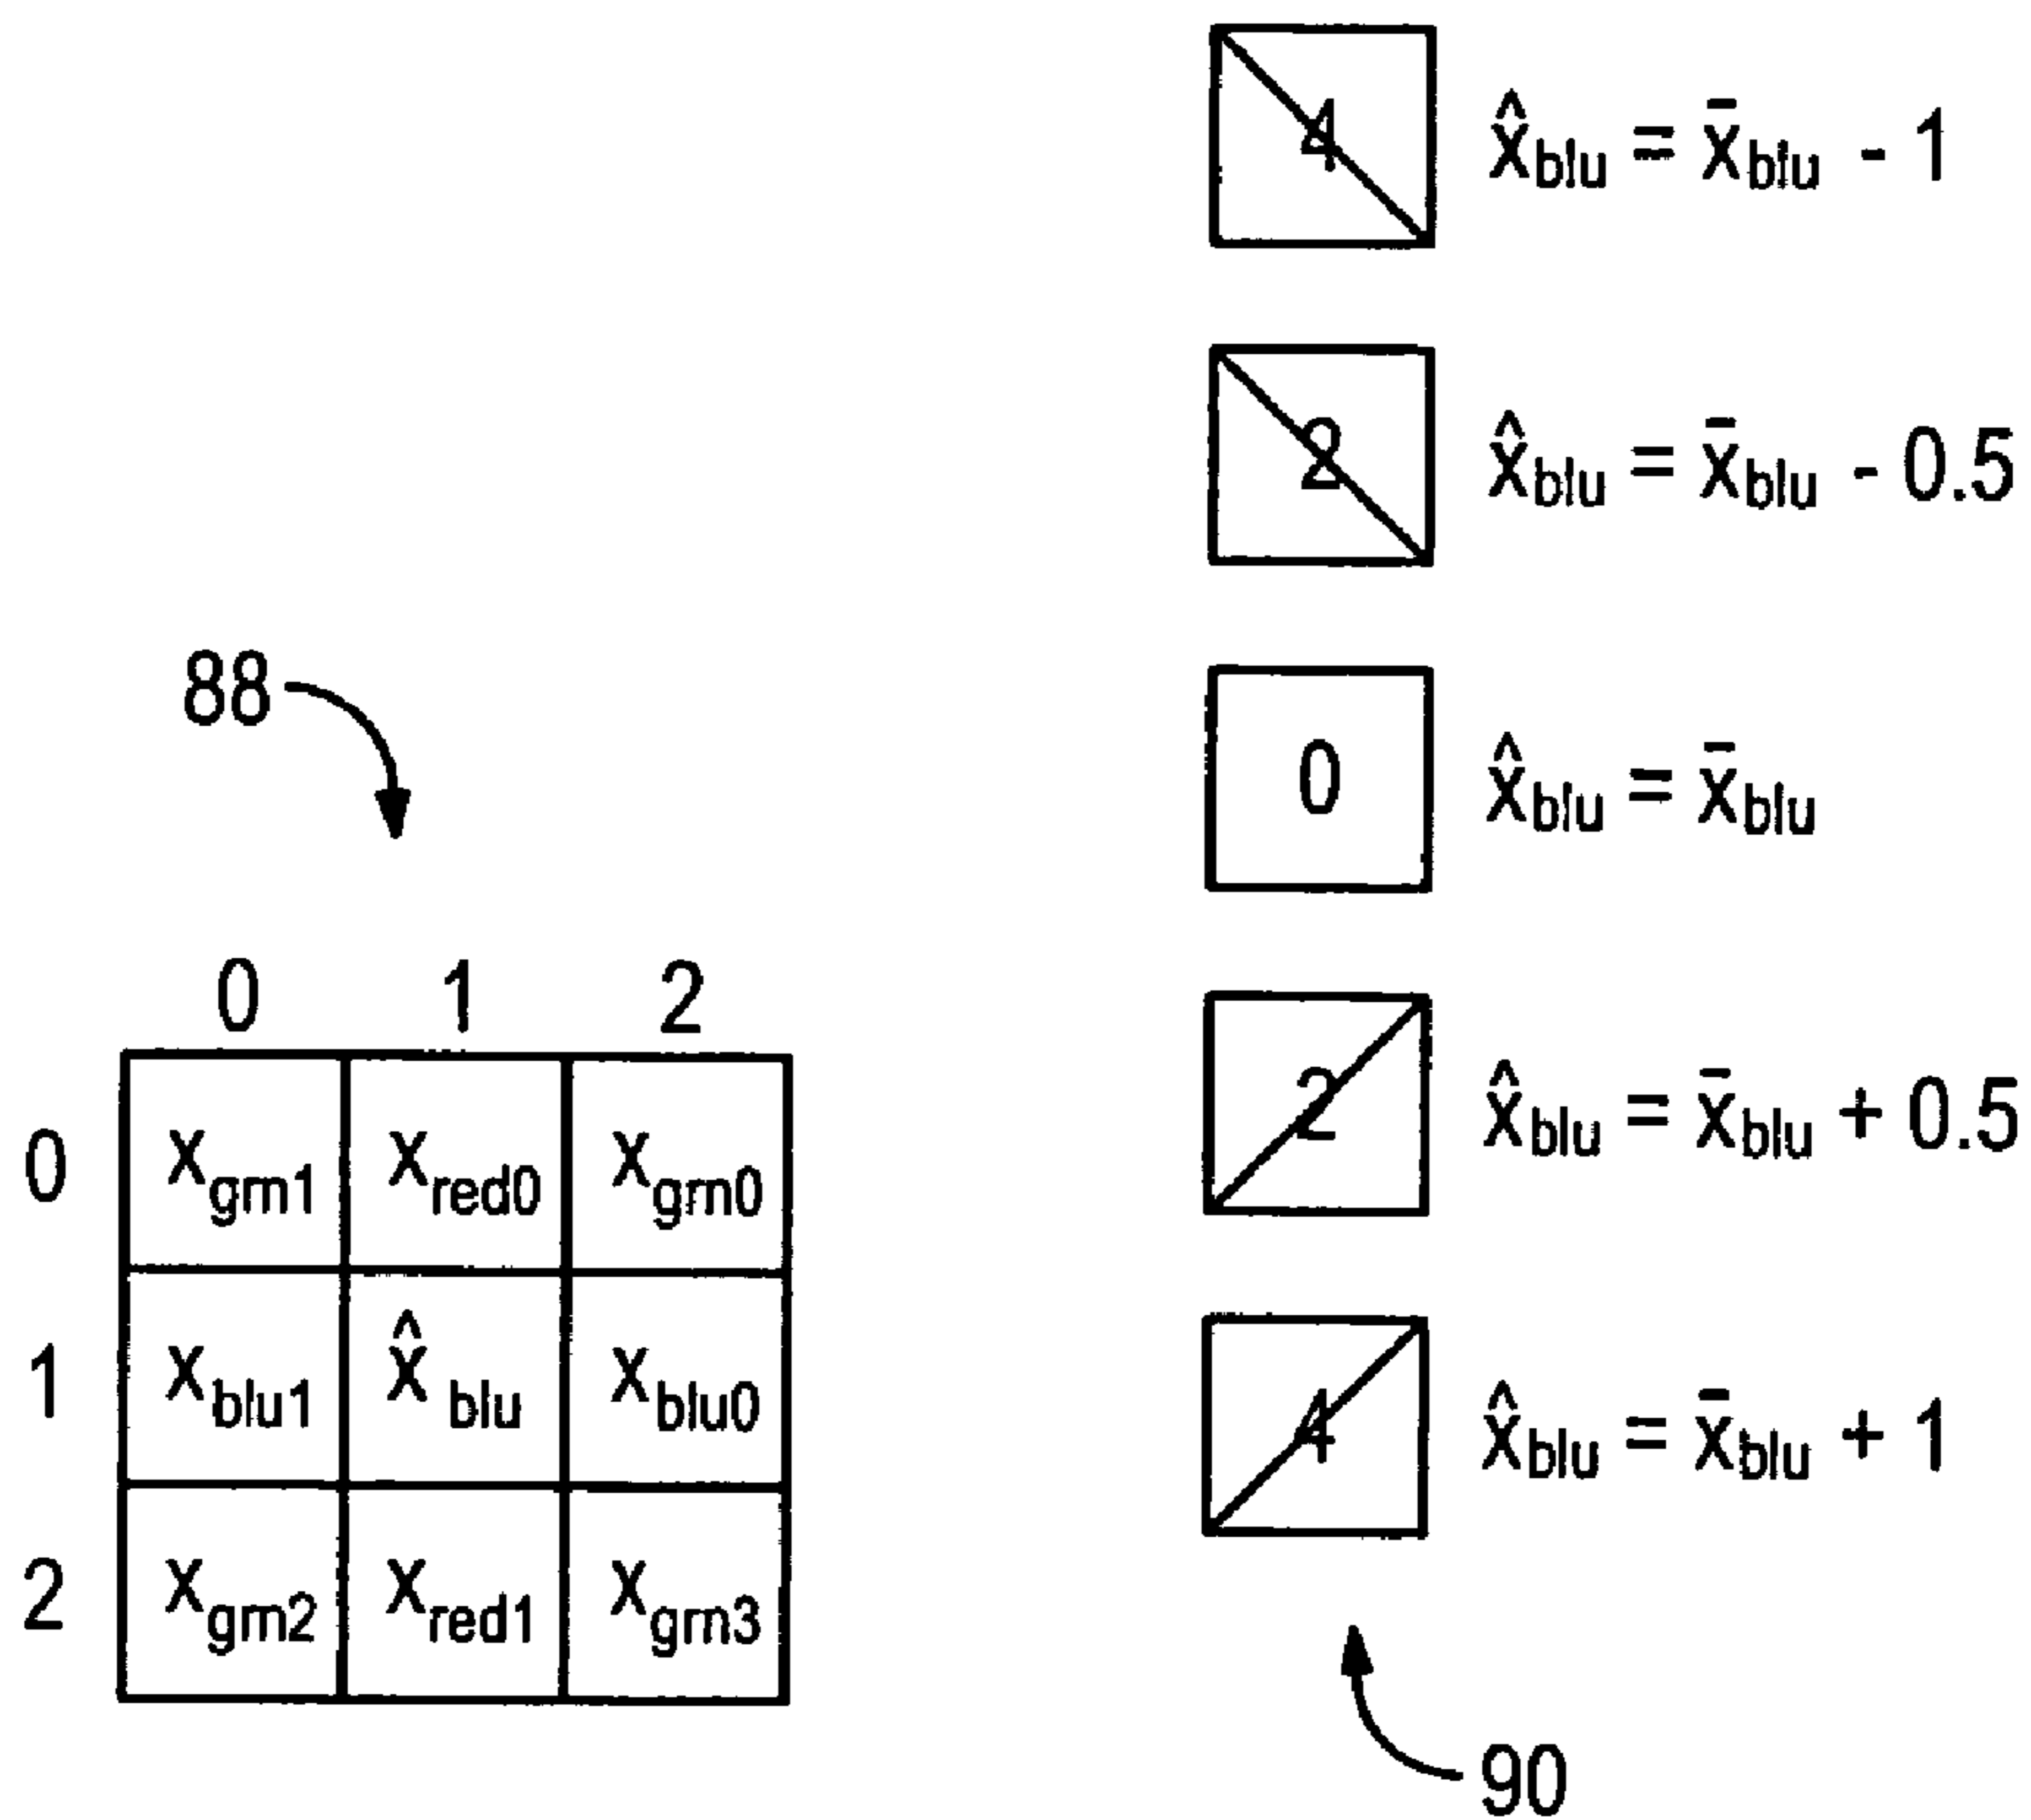 4 x̂blu = x̄blu - 1
2 x̂blu = x̄blu - 0.5
88
0 x̂blu = x̄blu
0 1 2
0 xgrn1 xred0 xgrn0
2 x̂blu = x̄blu + 0.5
1 xblu1 x̂blu xblu0
4 x̂blu = x̄blu + 1
2 xgrn2 xred1 xgrn3
90